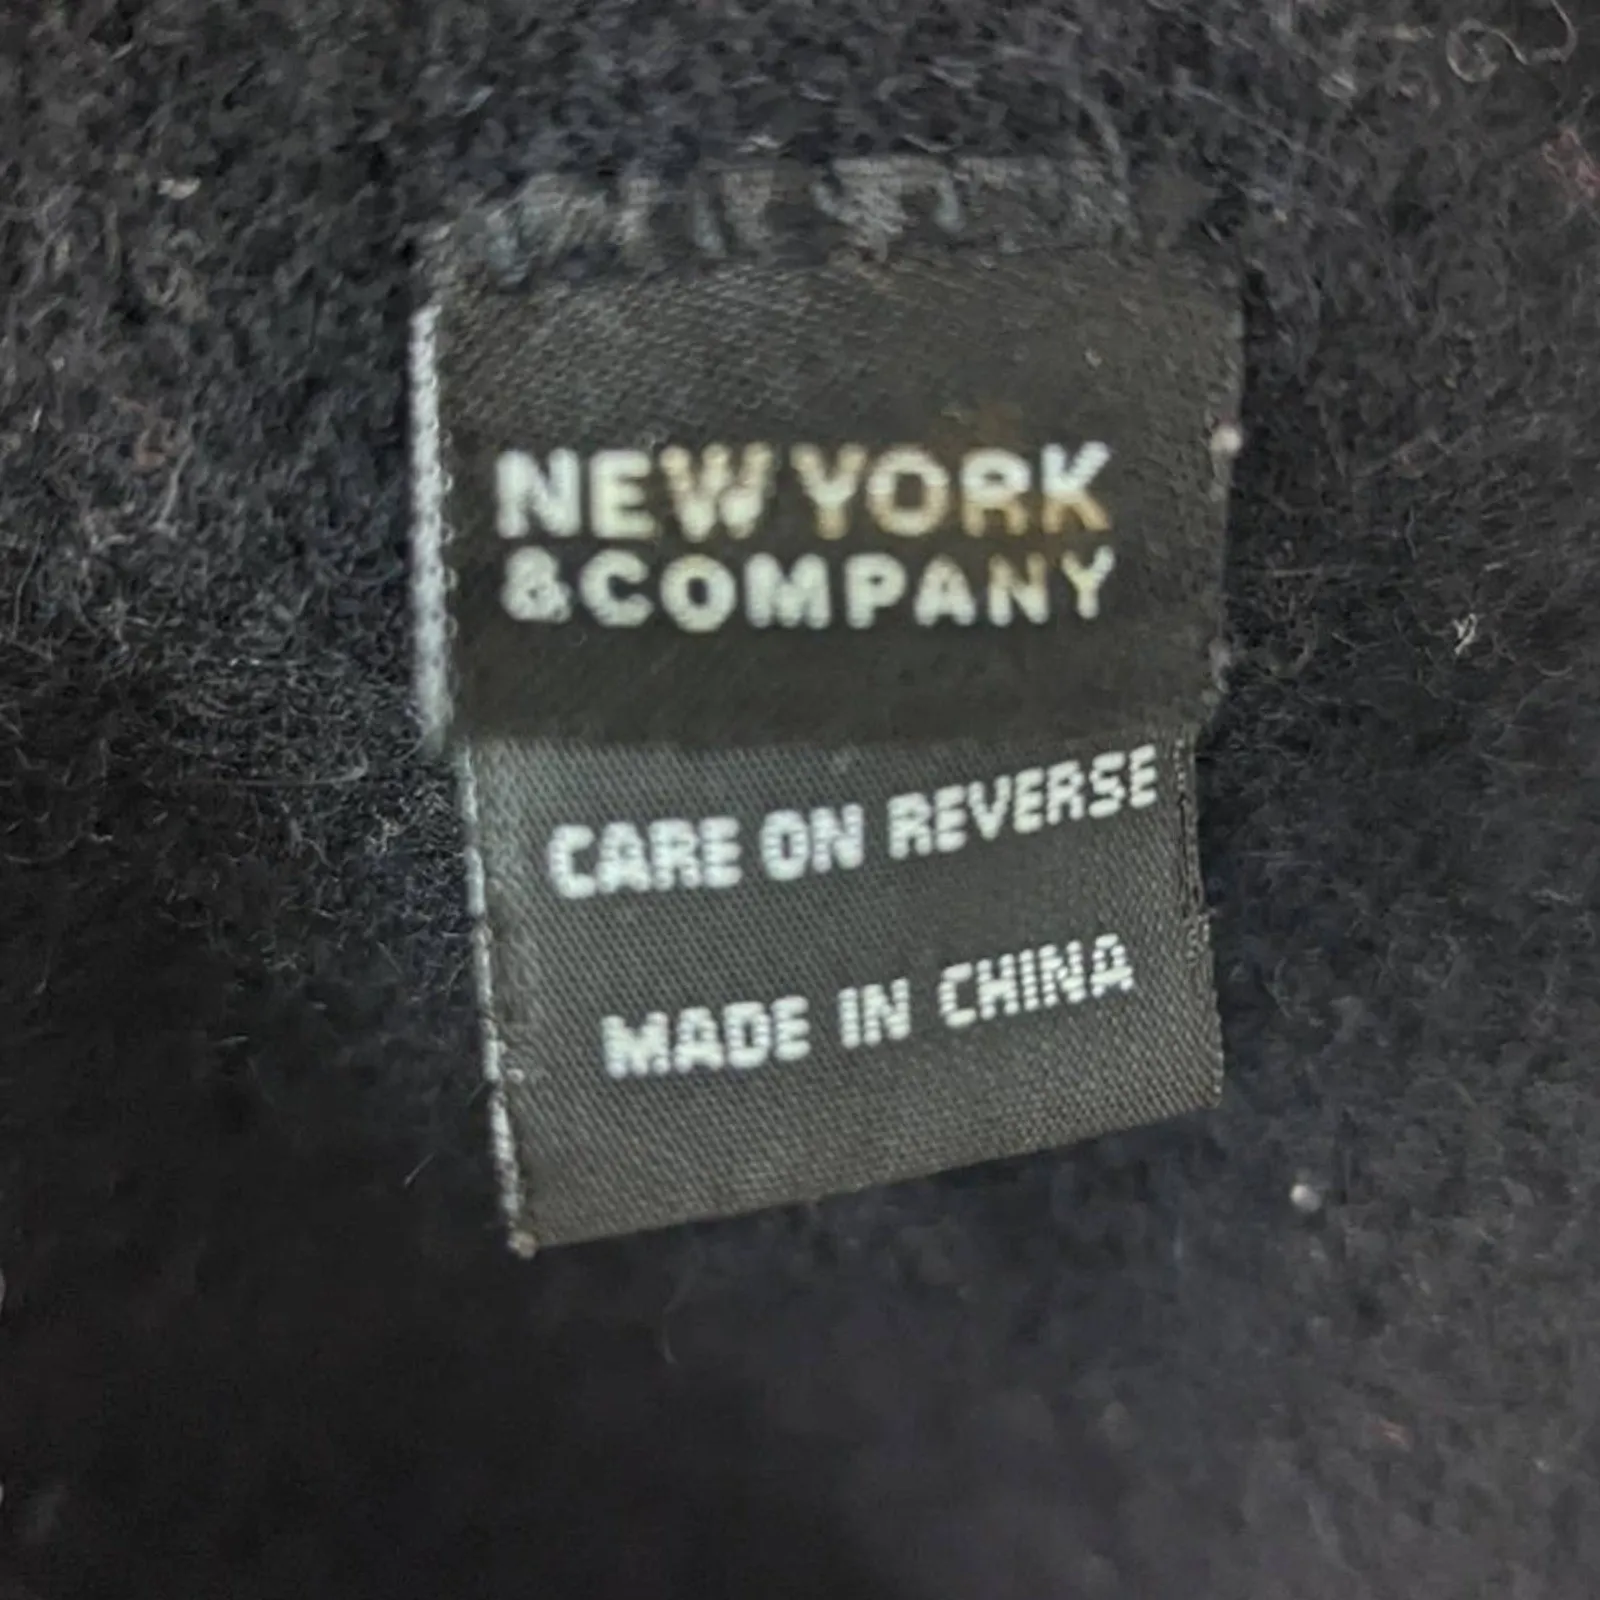 NEW YORK
&COMPANY
CARE ON REVERSE
MADE IN CHINA